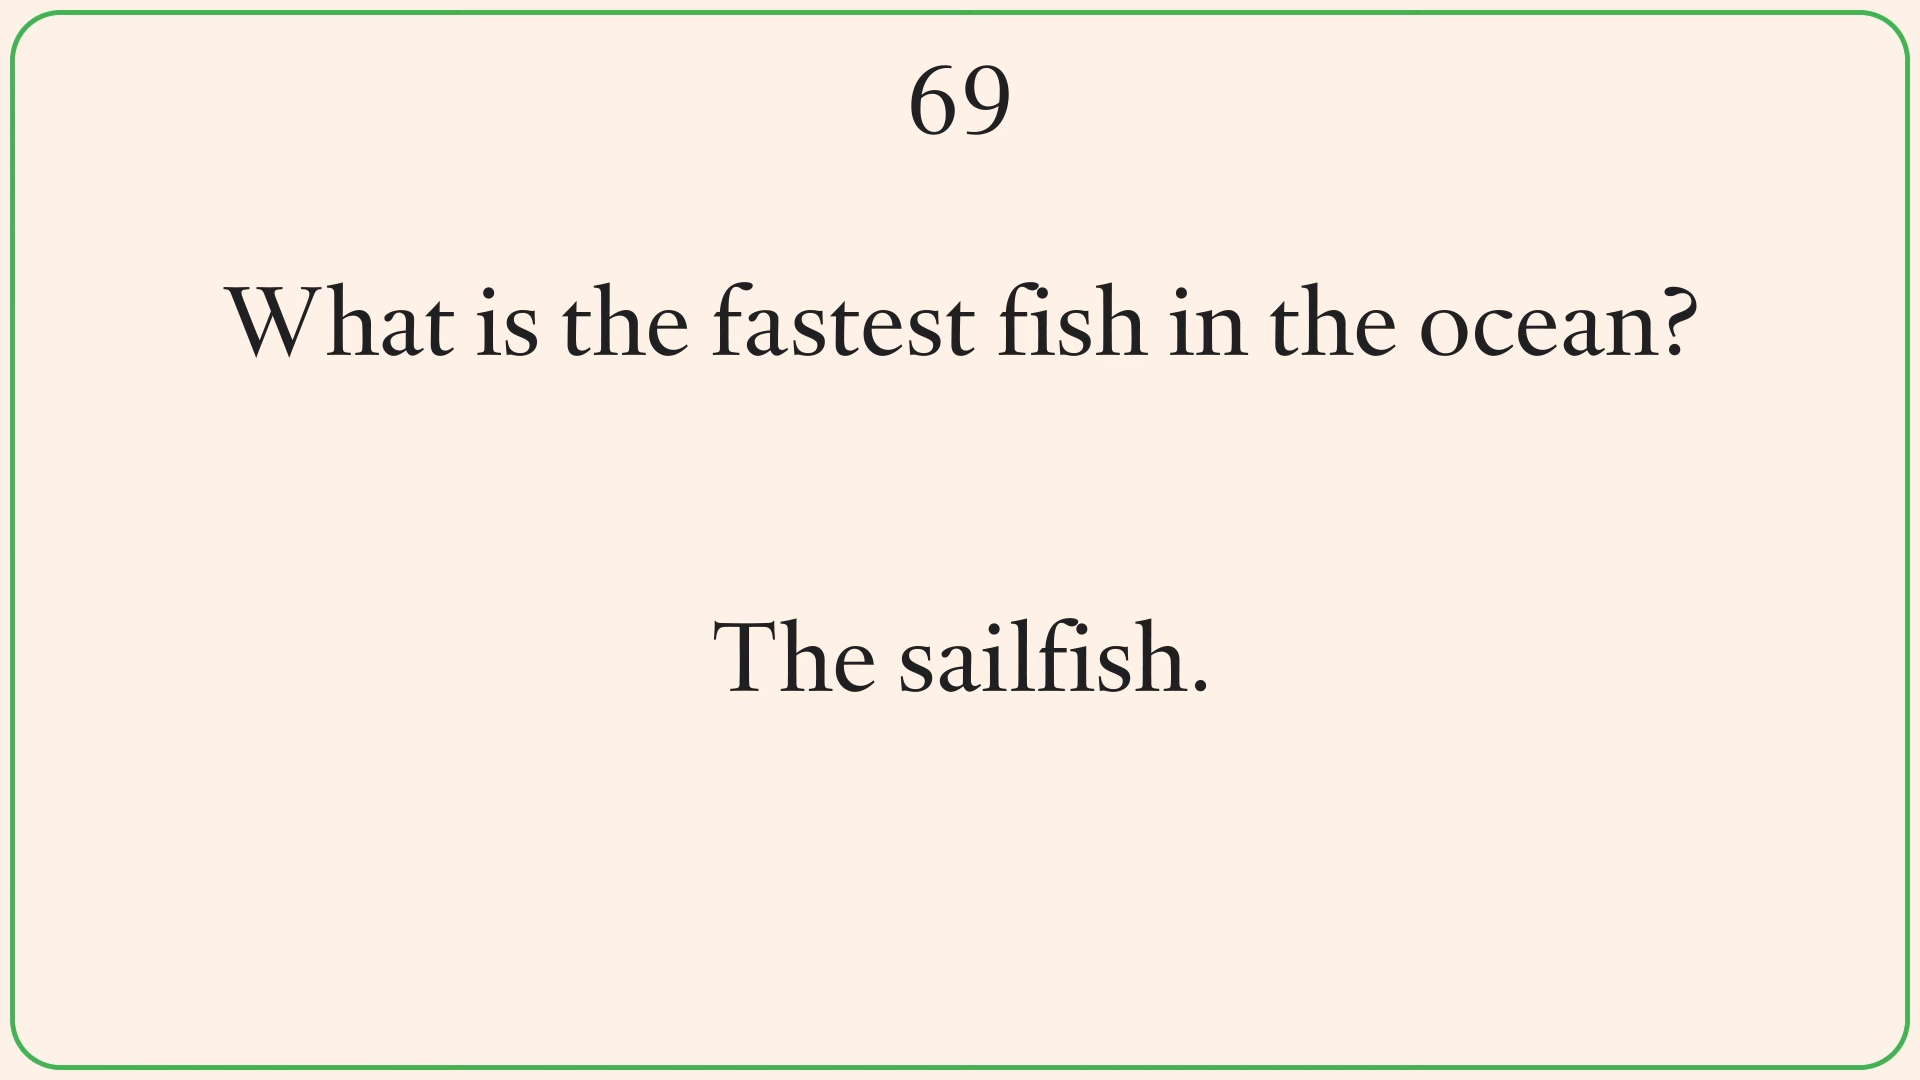 69
What is the fastest fish in the ocean?
The sailfish.